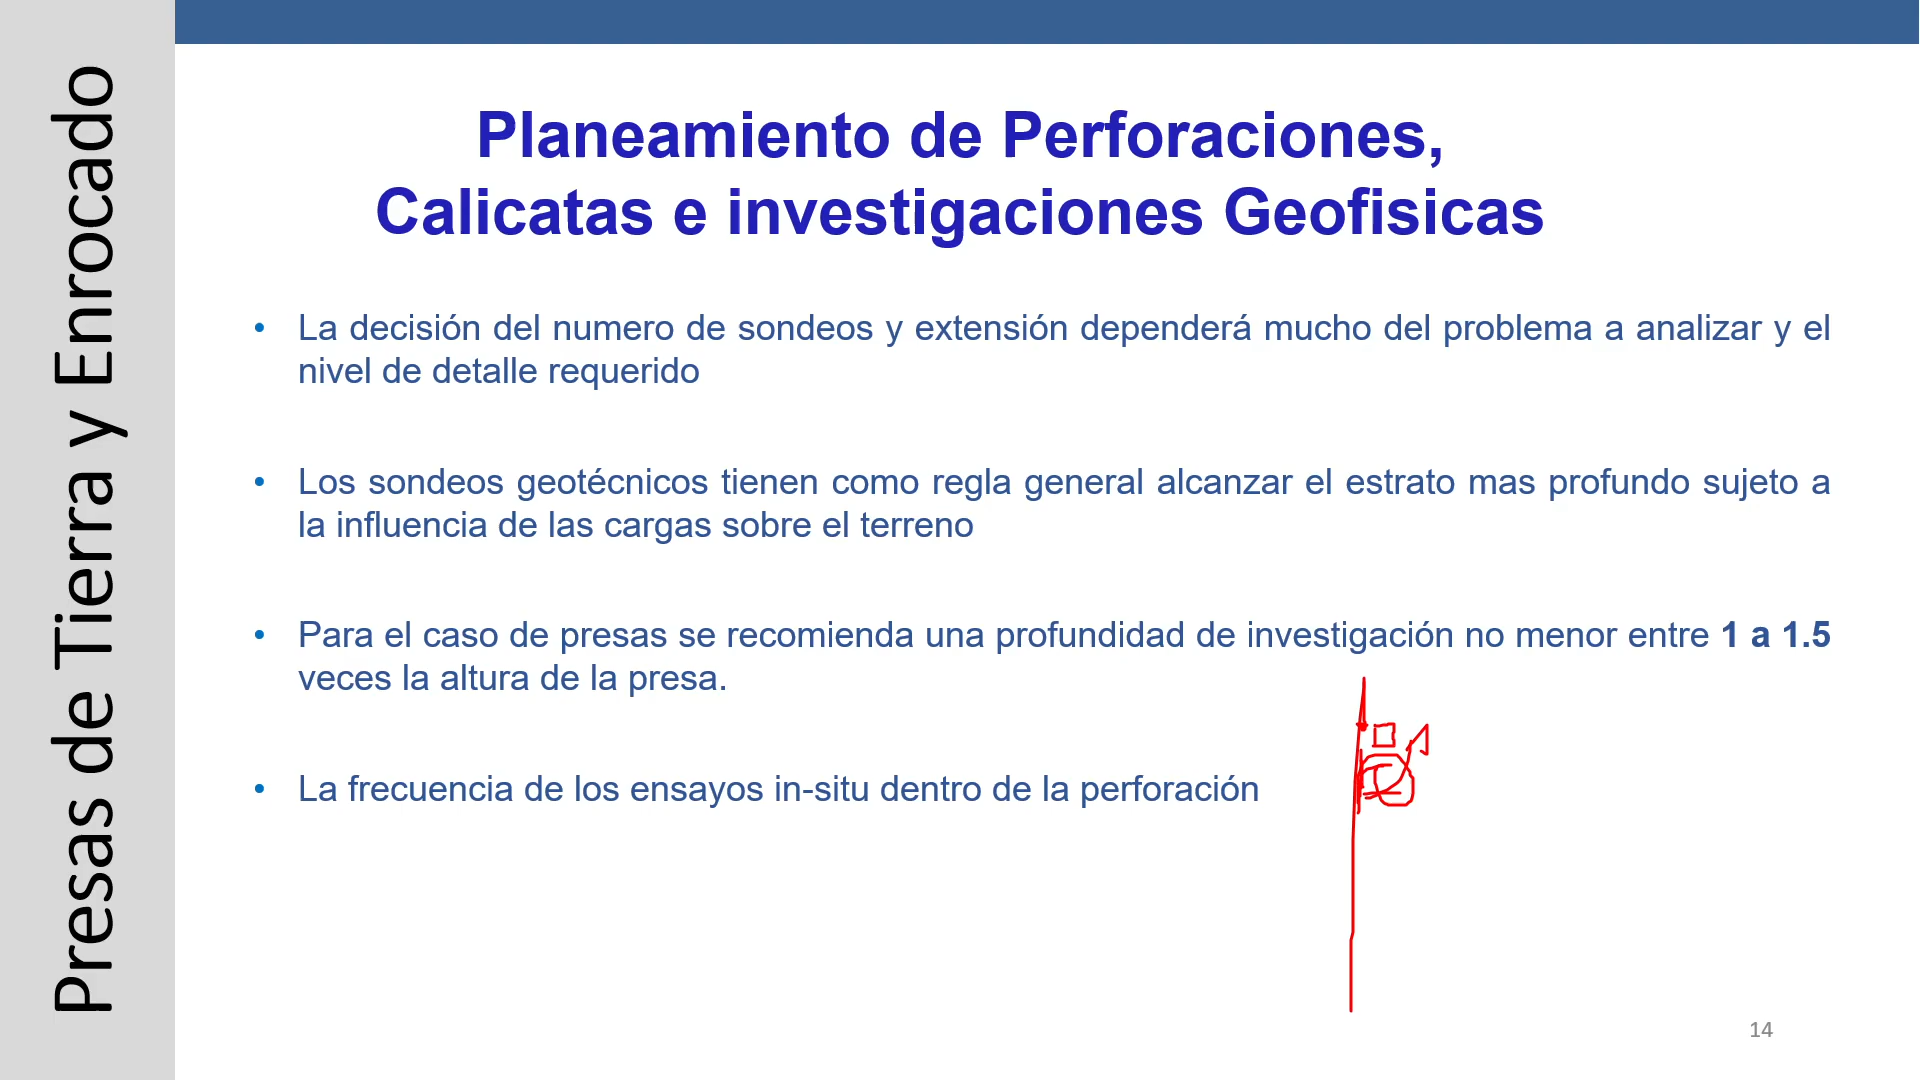 Presas de Tierra y Enrocado
Planeamiento de Perforaciones,
Calicatas e investigaciones Geofisicas
• La decisión del numero de sondeos y extensión dependerá mucho del problema a analizar y el
nivel de detalle requerido
• Los sondeos geotécnicos tienen como regla general alcanzar el estrato mas profundo sujeto a
la influencia de las cargas sobre el terreno
• Para el caso de presas se recomienda una profundidad de investigación no menor entre 1 a 1.5
veces la altura de la presa.
• La frecuencia de los ensayos in-situ dentro de la perforación
14